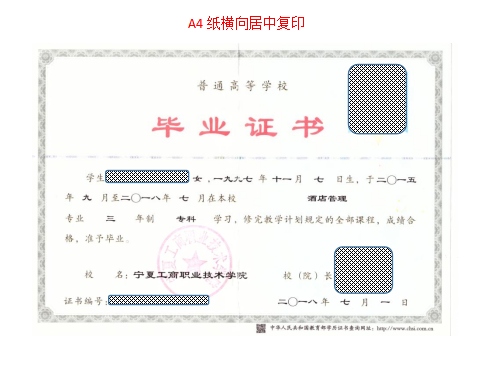 A4 纸横向居中复印
普通高等学校
毕业证书
学生 女，一九九七年十一月 七 日生，于二〇一五
年 九 月至二〇一八年 七 月在本校 酒店管理
专业 三 年制 专科 学习，修完教学计划规定的全部课程，成绩合
格，准予毕业。
校 名：宁夏工商职业技术学院 校（院）长
证书编号： 二〇一八年 七 月 一 日
中华人民共和国教育部学历证书查询网址：http://www.chsi.com.cn